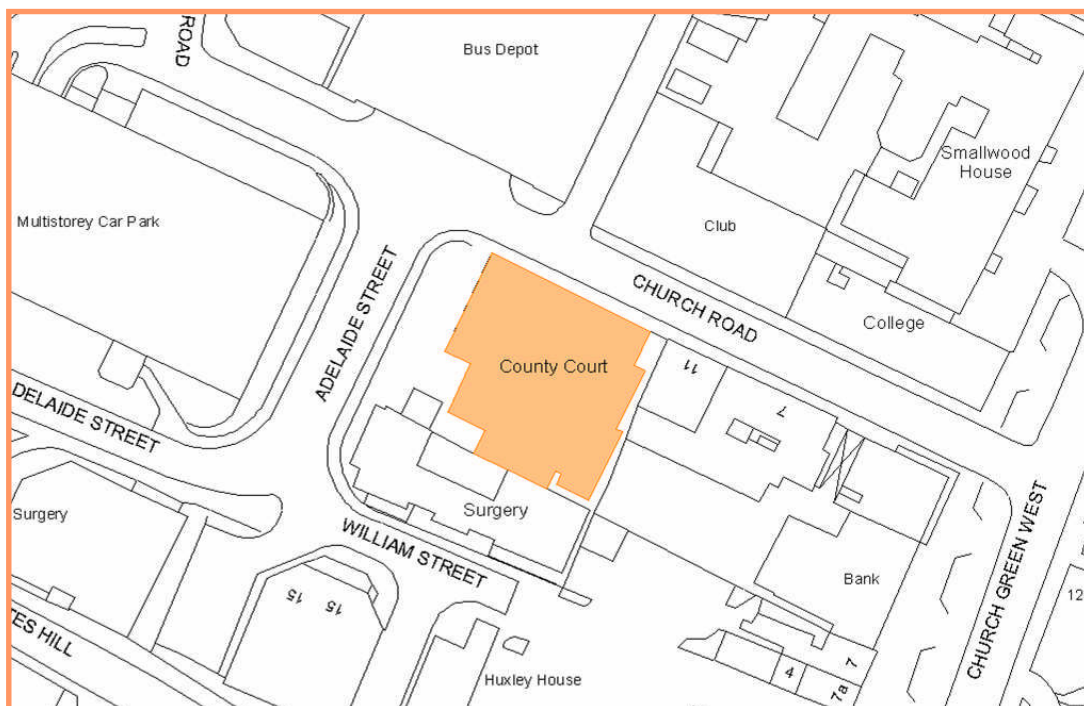 ROAD
Bus Depot
Smallwood
House
Multistorey Car Park
Club
ADELAIDE STREET
CHURCH ROAD
College
County Court
11
7
DELAIDE STREET
Surgery
Surgery
WILLIAM STREET
CHURCH GREEN WEST
Bank
12
15
15
TES HILL
Huxley House
4
7
7a